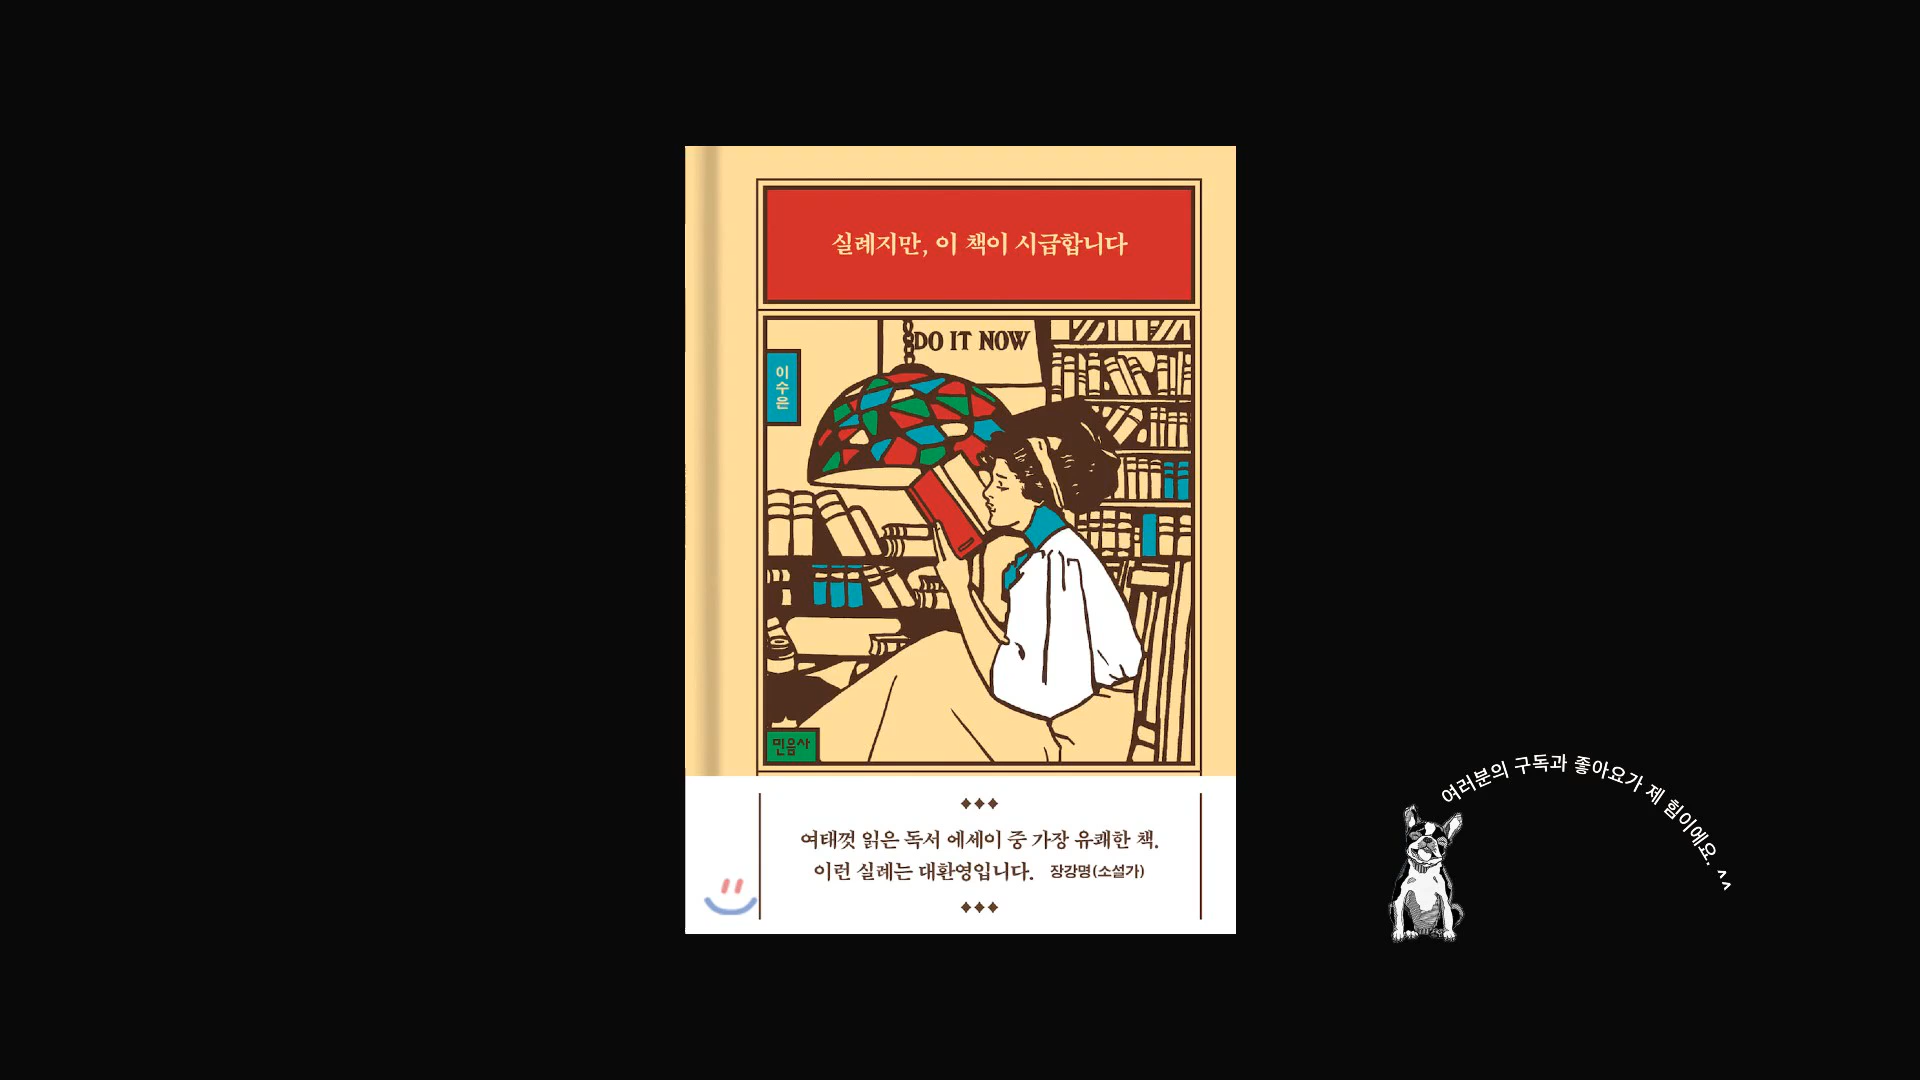 실례지만, 이 책이 시급합니다
DO IT NOW
이수은
민음사
여태껏 읽은 독서 에세이 중 가장 유쾌한 책.
이런 실례는 대환영입니다. 장강명(소설가)
여러분의 구독과 좋아요가 제 힘이에요. ^^